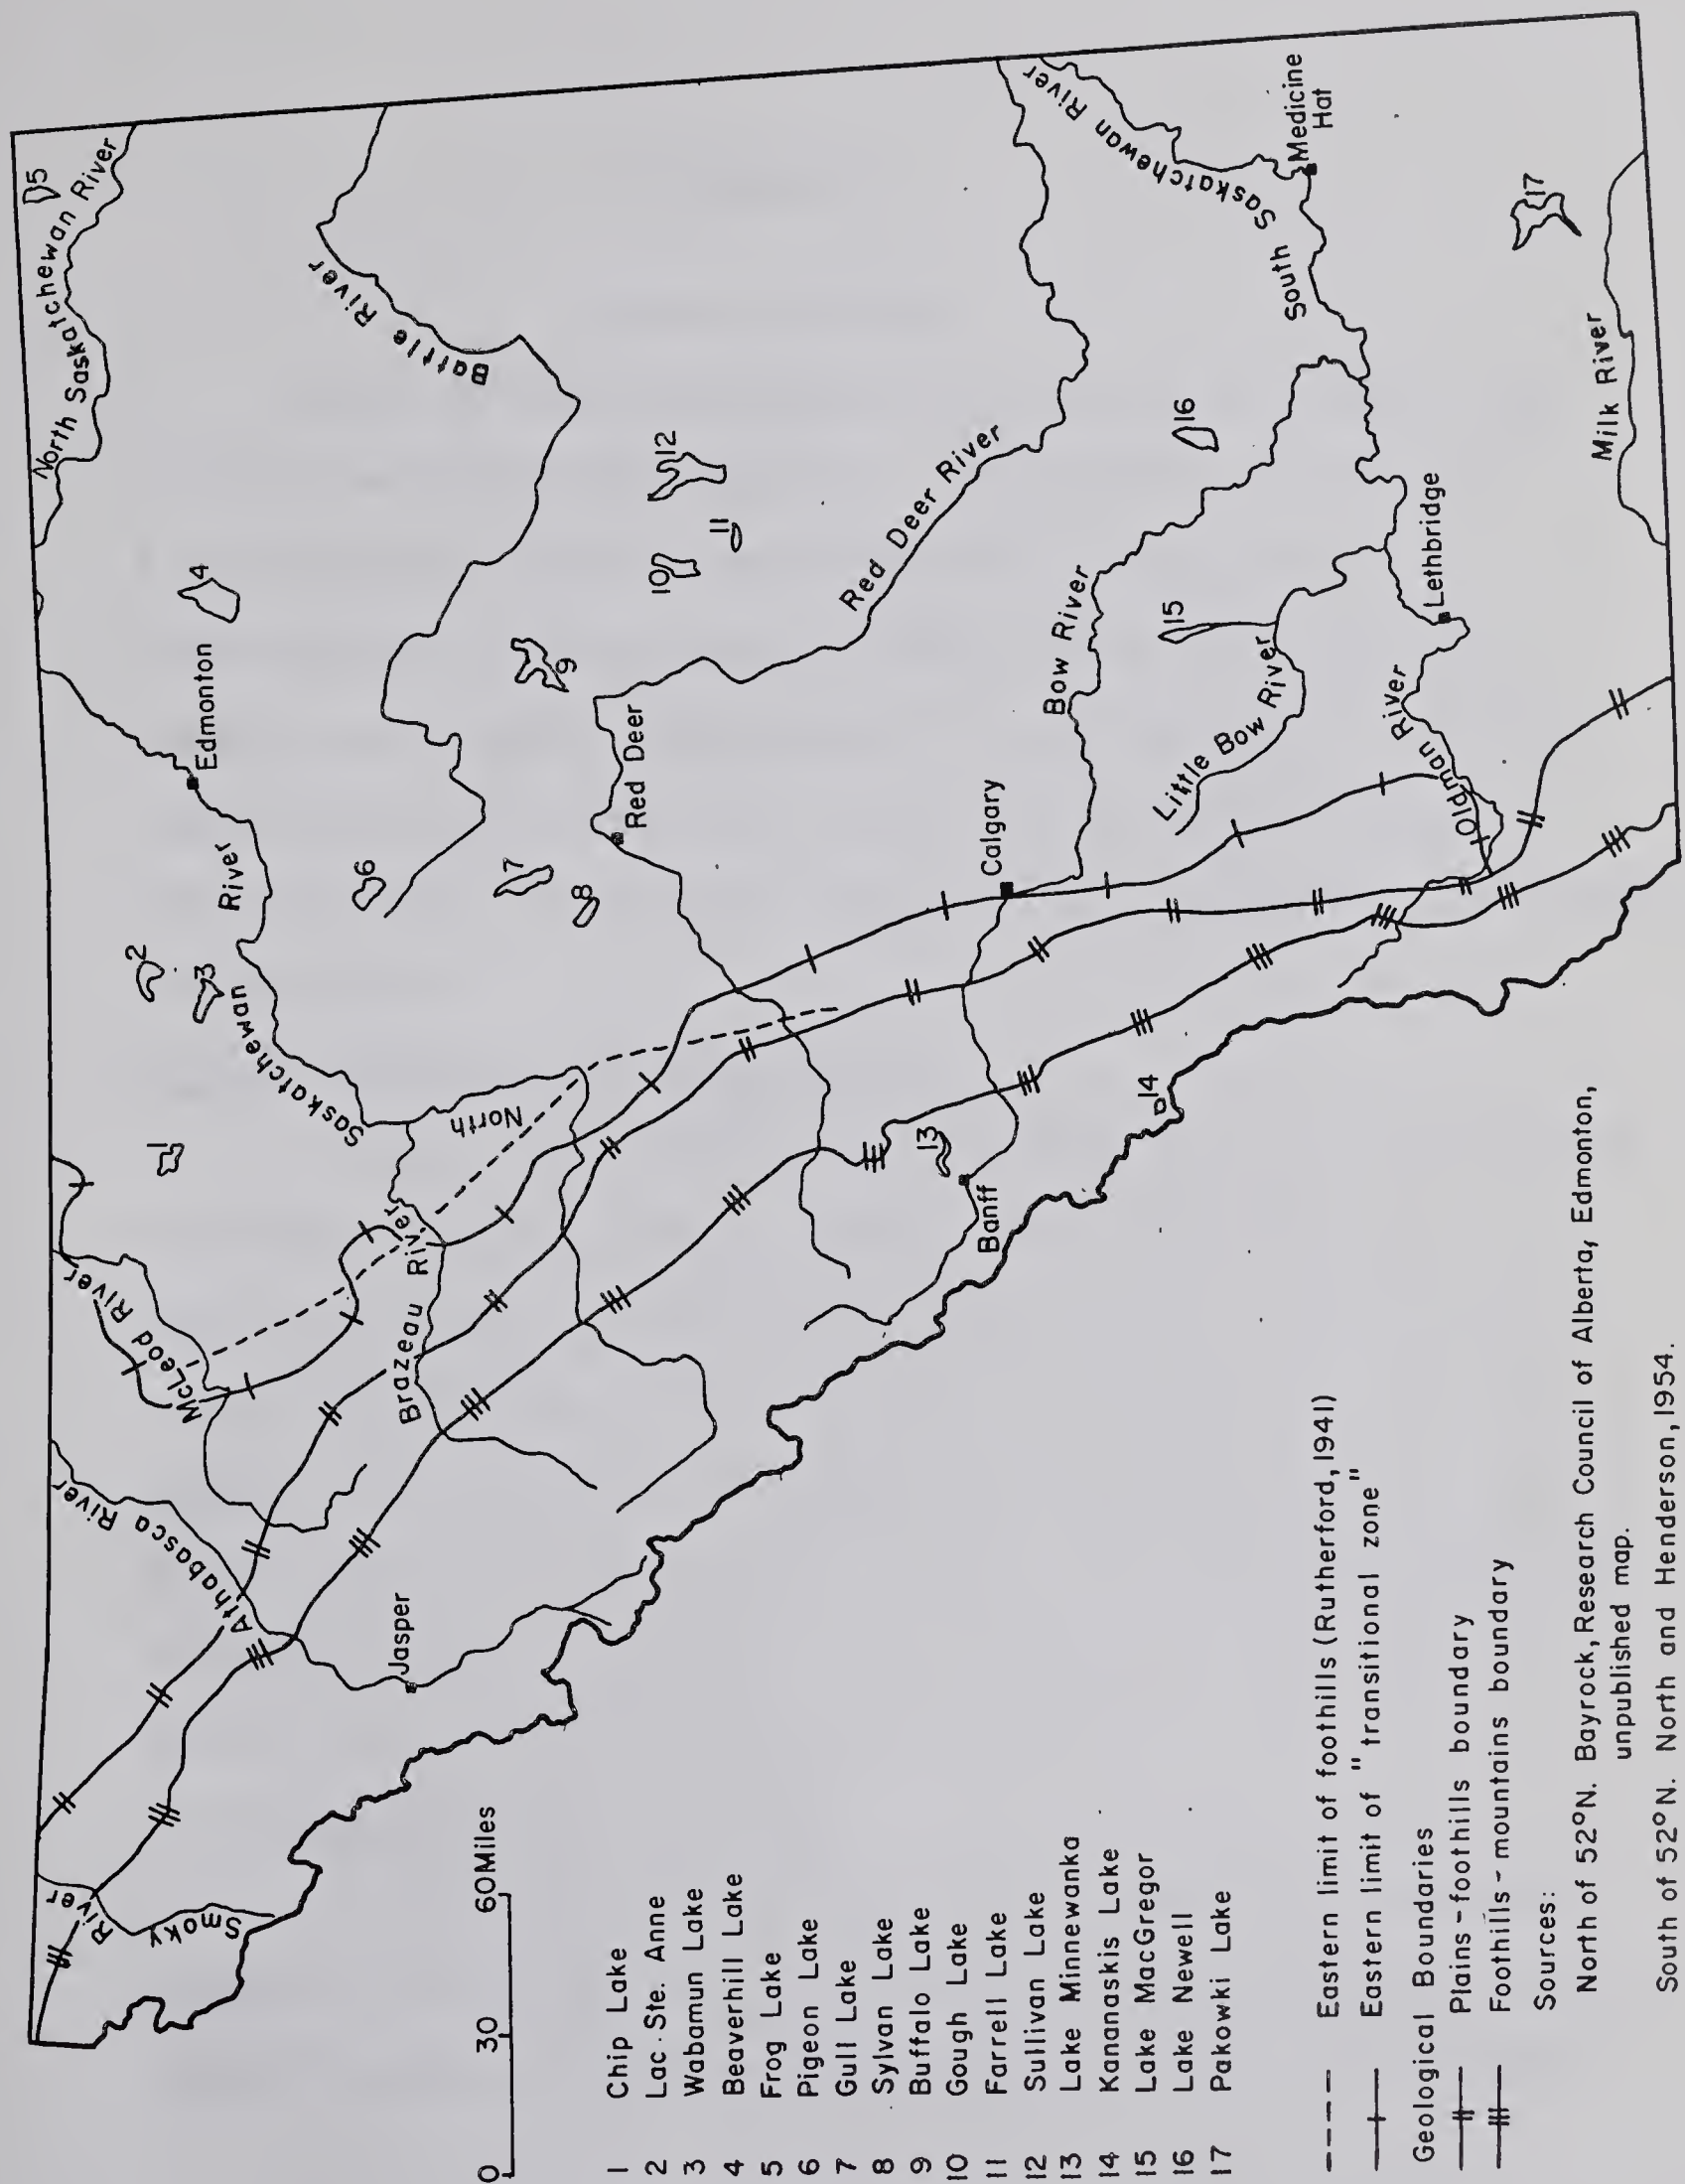 North Saskatchewan River
5
Battle River
4
Edmonton
River
Saskatchewan
North
2
3
1
6
7
8
9
10
11
12
Red Deer
Red Deer River
McLeod River
Brazeau River
Athabasca River
Jasper
Smoky River
Banff
13
14
Calgary
Bow River
Little Bow River
15
16
Oldman River
Lethbridge
South Saskatchewan River
Medicine
Hat
17
Milk River
0 30 60 Miles
1 Chip Lake
2 Lac Ste. Anne
3 Wabamun Lake
4 Beaverhill Lake
5 Frog Lake
6 Pigeon Lake
7 Gull Lake
8 Sylvan Lake
9 Buffalo Lake
10 Gough Lake
11 Farrell Lake
12 Sullivan Lake
13 Lake Minnewanka
14 Kananaskis Lake
15 Lake MacGregor
16 Lake Newell
17 Pakowki Lake
Eastern limit of foothills (Rutherford, 1941)
Eastern limit of "transitional zone"
Geological Boundaries
Plains - foothills boundary
Foothills - mountains boundary
Sources:
North of 52°N. Bayrock, Research Council of Alberta, Edmonton,
unpublished map.
South of 52°N. North and Henderson, 1954.